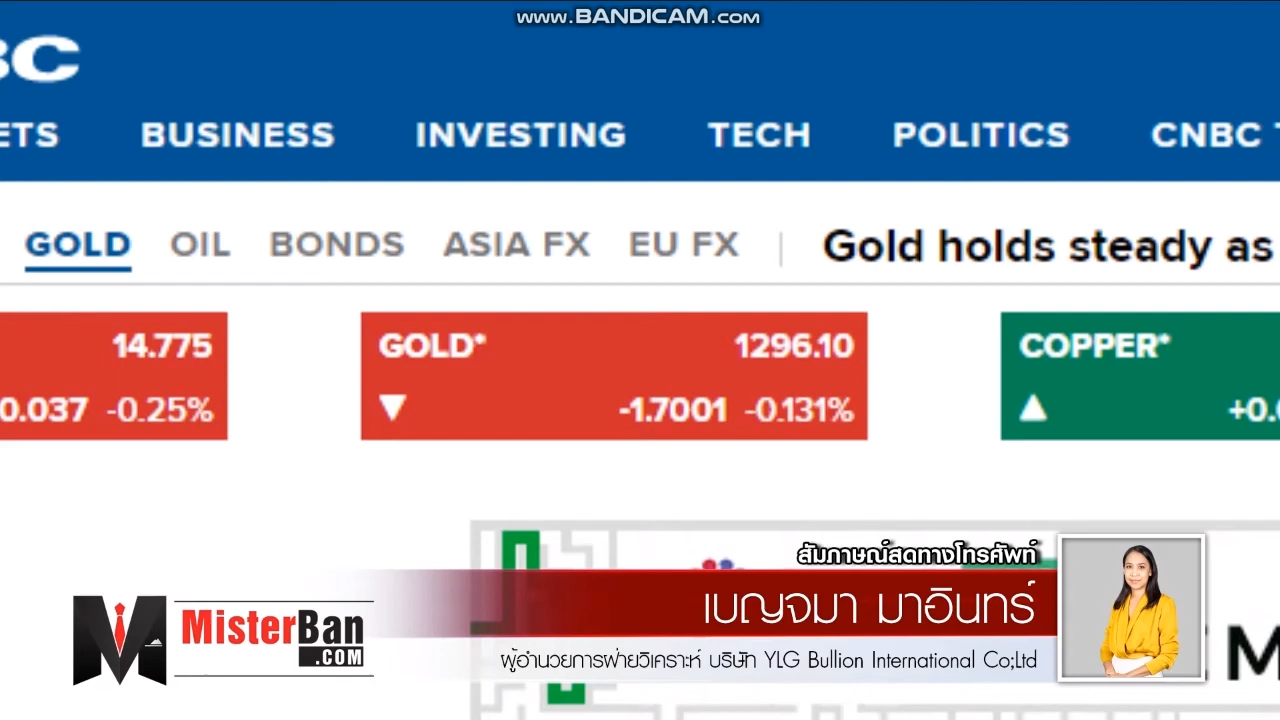 www.BANDICAM.com
BUSINESS INVESTING TECH POLITICS CNBC
GOLD OIL BONDS ASIA FX EU FX Gold holds steady as
14.775 GOLD* 1296.10 COPPER*
0.037 -0.25% ▼ -1.7001 -0.131% ▲ +0.0
สัมภาษณ์สดทางโทรศัพท์
เบญจมา มาอินทร์
MisterBan
.COM
ผู้อำนวยการฝ่ายวิเคราะห์ บริษัท YLG Bullion International Co;Ltd